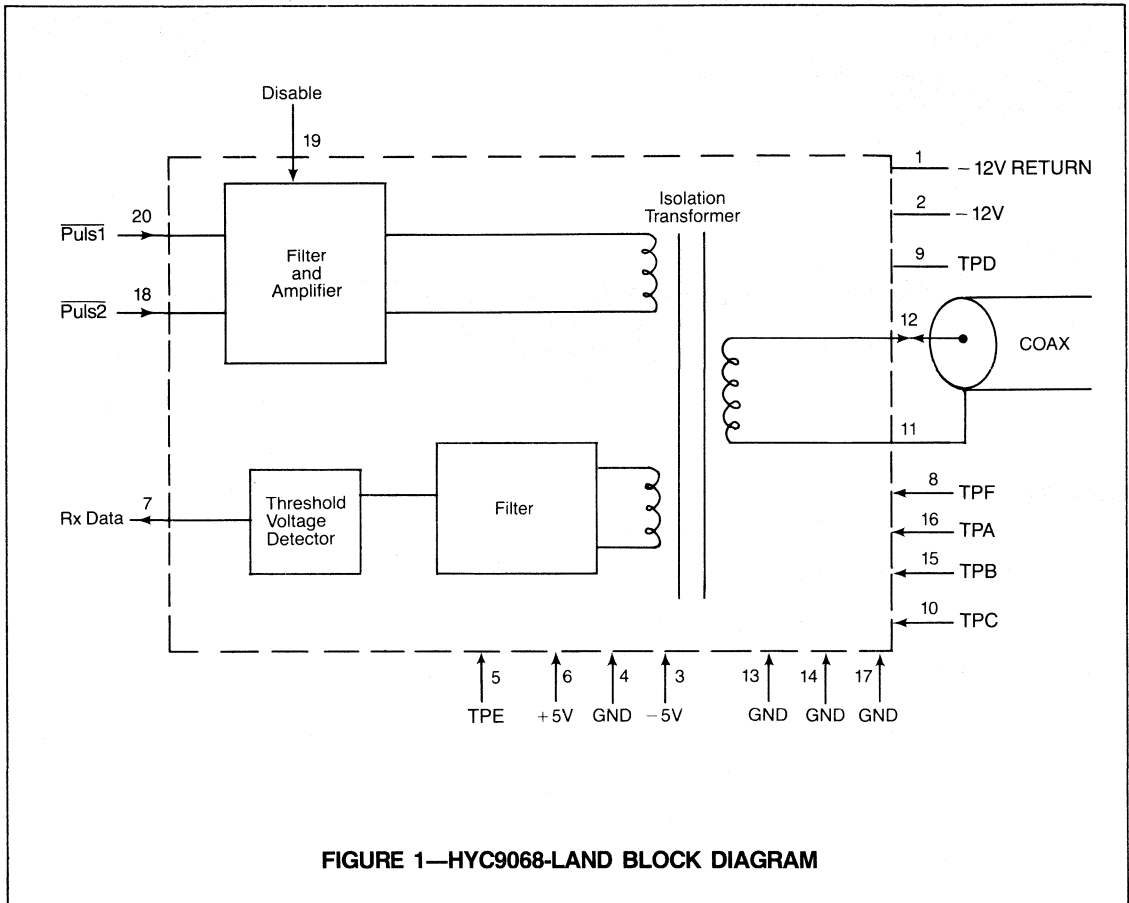 Disable
19
1
− 12V RETURN
Isolation
Transformer
2
− 12V
20
Puls1
Filter
and
Amplifier
9
TPD
18
Puls2
12
COAX
11
8
TPF
7
Rx Data
Threshold
Voltage
Detector
Filter
16
TPA
15
TPB
10
TPC
5
6
4
3
13
14
17
TPE
+5V
GND
−5V
GND
GND
GND
FIGURE 1—HYC9068-LAND BLOCK DIAGRAM